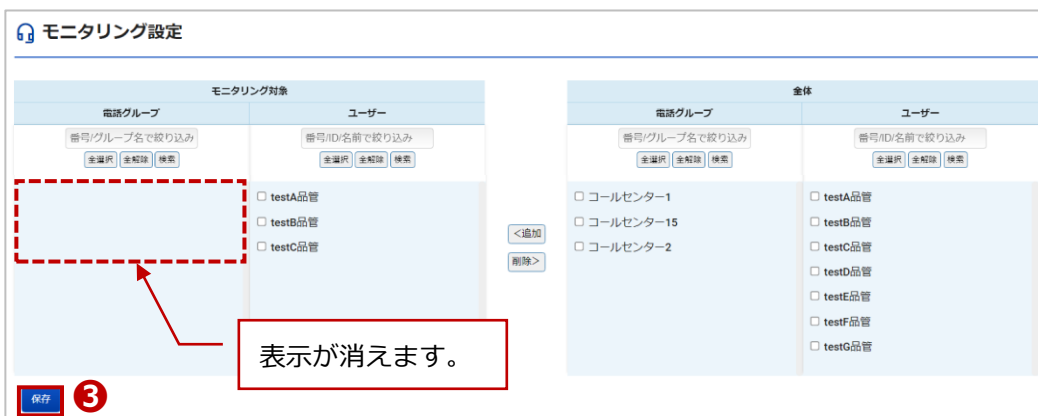 モニタリング設定
モニタリング対象
電話グループ
ユーザー
番号/グループ名で絞り込み
番号/ID/名前で絞り込み
全選択 全解除 検索
全選択 全解除 検索
testA品管
testB品管
testC品管
<追加
削除>
全体
電話グループ
ユーザー
番号/グループ名で絞り込み
番号/ID/名前で絞り込み
全選択 全解除 検索
全選択 全解除 検索
コールセンター1
コールセンター15
コールセンター2
testA品管
testB品管
testC品管
testD品管
testE品管
testF品管
testG品管
表示が消えます。
保存
❸